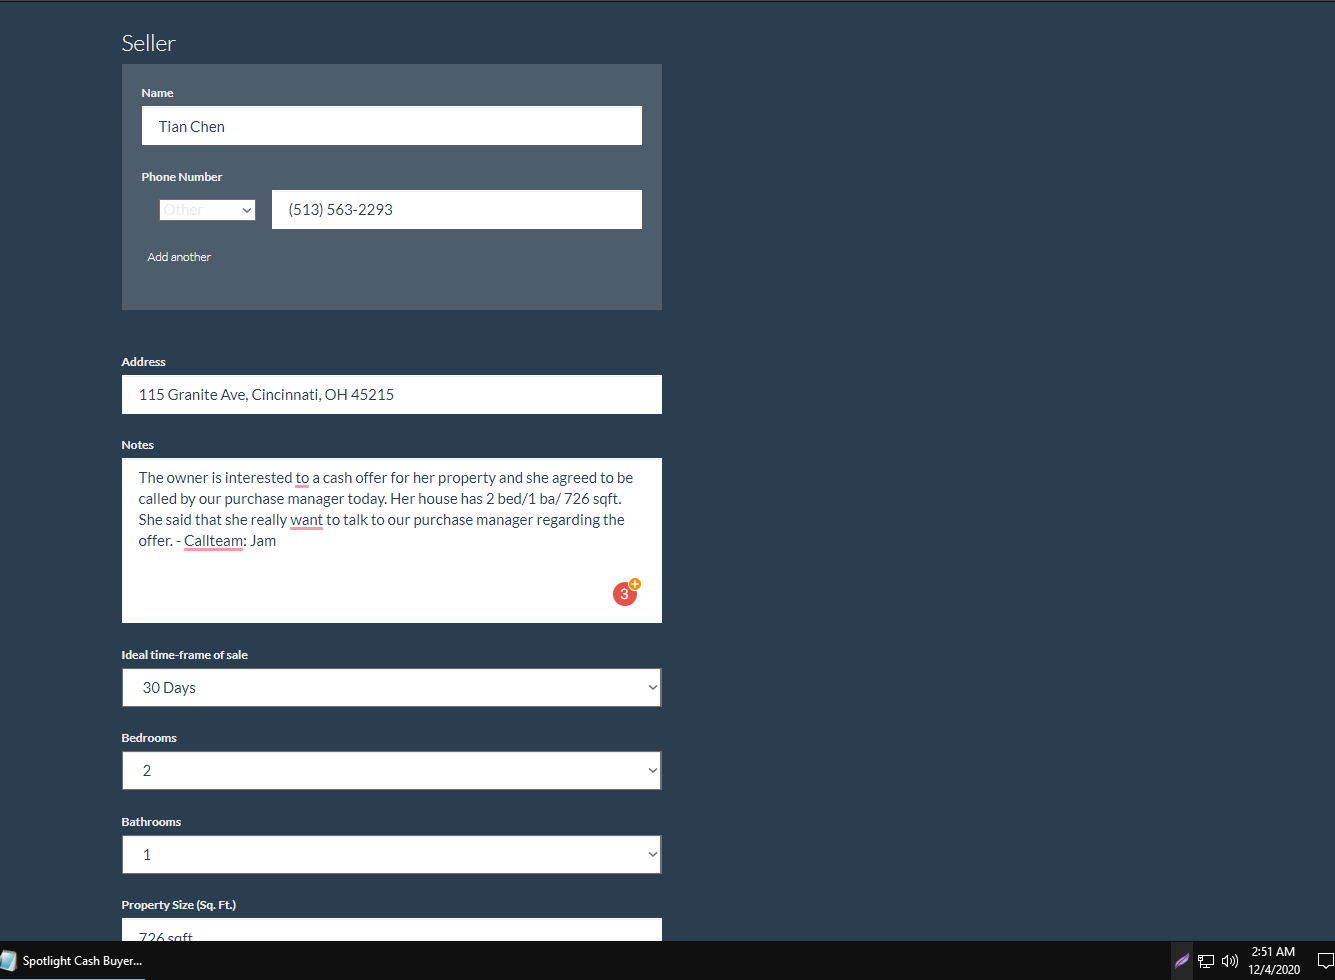 Seller
Name
Tian Chen
Phone Number
Other
(513) 563-2293
Add another
Address
115 Granite Ave, Cincinnati, OH 45215
Notes
The owner is interested to a cash offer for her property and she agreed to be
called by our purchase manager today. Her house has 2 bed/1 ba/ 726 sqft.
She said that she really want to talk to our purchase manager regarding the
offer. - Callteam: Jam
3
Ideal time-frame of sale
30 Days
Bedrooms
2
Bathrooms
1
Property Size (Sq. Ft.)
726 sqft
Spotlight Cash Buyer...
2:51 AM
12/4/2020